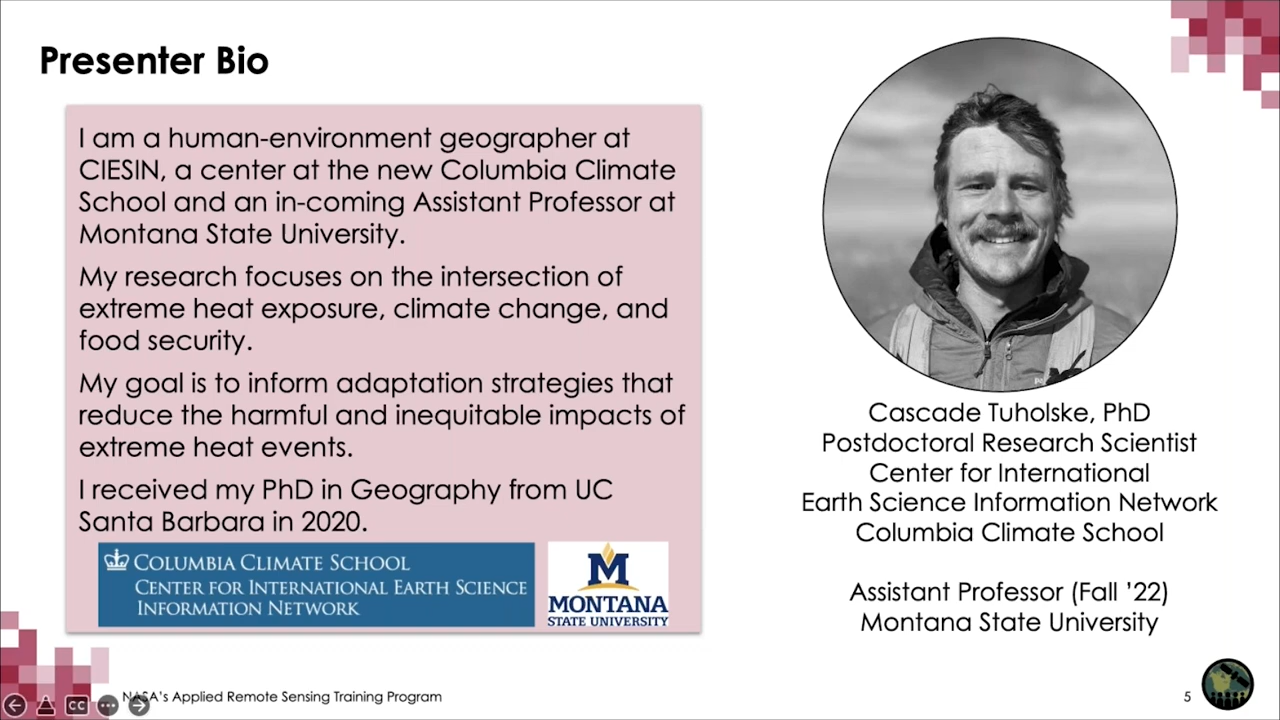 Presenter Bio
I am a human-environment geographer at
CIESIN, a center at the new Columbia Climate
School and an in-coming Assistant Professor at
Montana State University.
My research focuses on the intersection of
extreme heat exposure, climate change, and
food security.
My goal is to inform adaptation strategies that
reduce the harmful and inequitable impacts of
extreme heat events.
I received my PhD in Geography from UC
Santa Barbara in 2020.
COLUMBIA CLIMATE SCHOOL
CENTER FOR INTERNATIONAL EARTH SCIENCE
INFORMATION NETWORK
M
MONTANA
STATE UNIVERSITY
Cascade Tuholske, PhD
Postdoctoral Research Scientist
Center for International
Earth Science Information Network
Columbia Climate School
Assistant Professor (Fall ’22)
Montana State University
CC
NASA’s Applied Remote Sensing Training Program
5